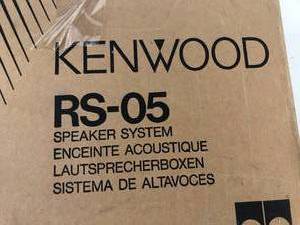 KENWOOD
RS-05
SPEAKER SYSTEM
ENCEINTE ACOUSTIQUE
LAUTSPRECHERBOXEN
SISTEMA DE ALTAVOCES